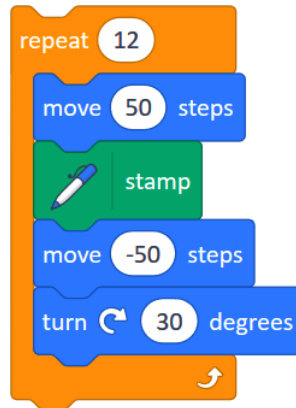 repeat 12
move 50 steps
stamp
move -50 steps
turn 30 degrees